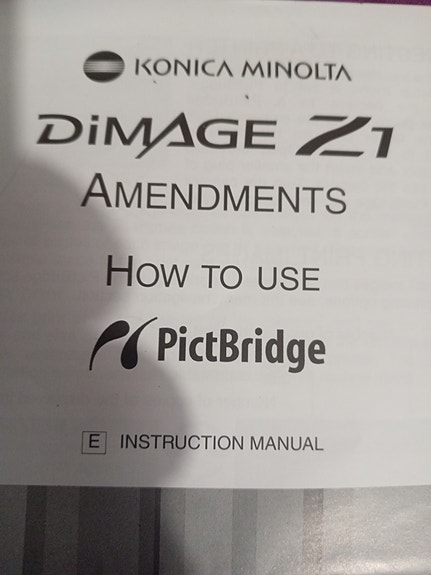 KONICA MINOLTA
DiMAGE Z1
AMENDMENTS
HOW TO USE
PictBridge
E INSTRUCTION MANUAL